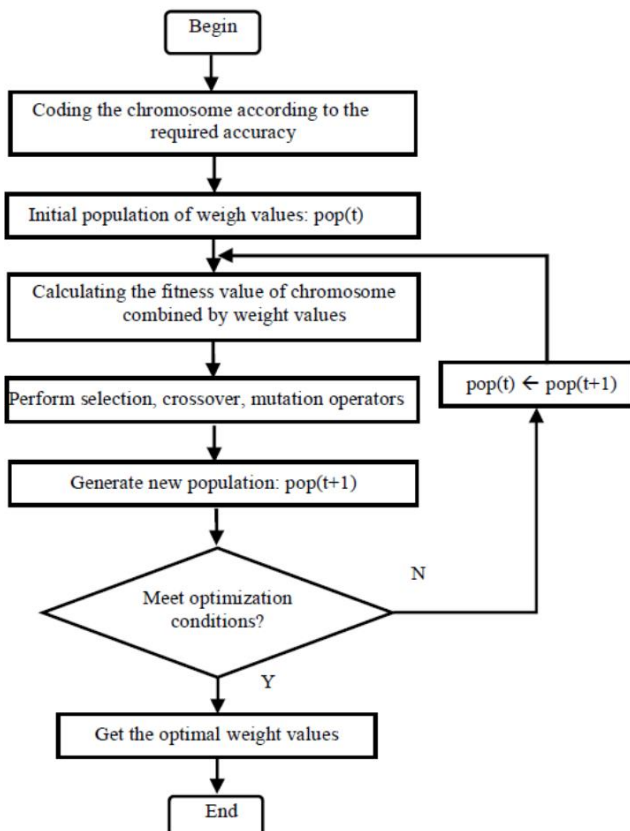 Begin
Coding the chromosome according to the
required accuracy
Initial population of weigh values: pop(t)
Calculating the fitness value of chromosome
combined by weight values
pop(t) ← pop(t+1)
Perform selection, crossover, mutation operators
Generate new population: pop(t+1)
N
Meet optimization
conditions?
Y
Get the optimal weight values
End